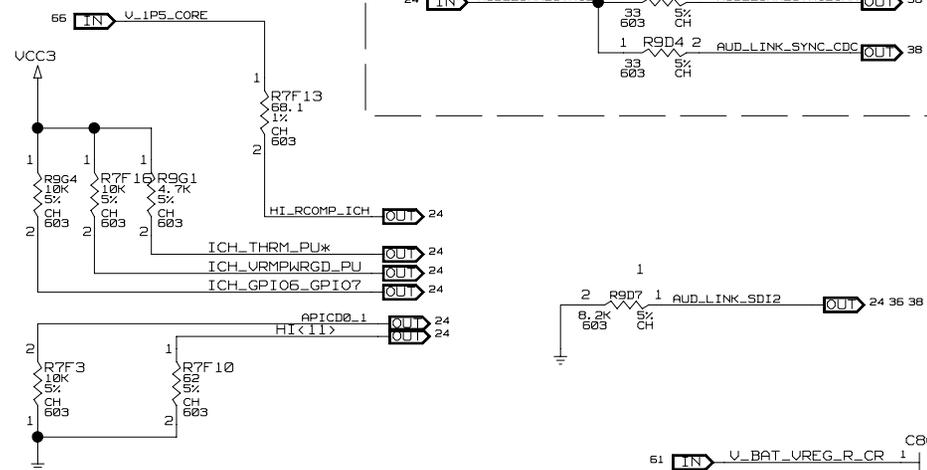 66 IN V_1P5_CORE
VCC3
1
R7F13
68.1
1%
CH
603
2
HI_RCOMP_ICH OUT 24
1
R9G4
10K
5%
CH
603
2
1
R7F16
10K
5%
CH
603
2
1
R9G1
4.7K
5%
CH
603
2
ICH_THRM_PU* OUT 24
ICH_VRMPWRGD_PU OUT 24
ICH_GPIO6_GPIO7 OUT 24
APICD0_1 OUT 24
HI<11> OUT 24
2
R7F3
10K
5%
CH
603
1
1
R7F10
62
5%
CH
603
2
24 IN
33 5%
603 CH
OUT 38
1 R9D4 2 AUD_LINK_SYNC_CDC OUT 38
33 5%
603 CH
1
2 R9D7 1 AUD_LINK_SDI2 OUT 24 36 38
8.2K 5%
603 CH
61 IN V_BAT_VREG_R_CR 1